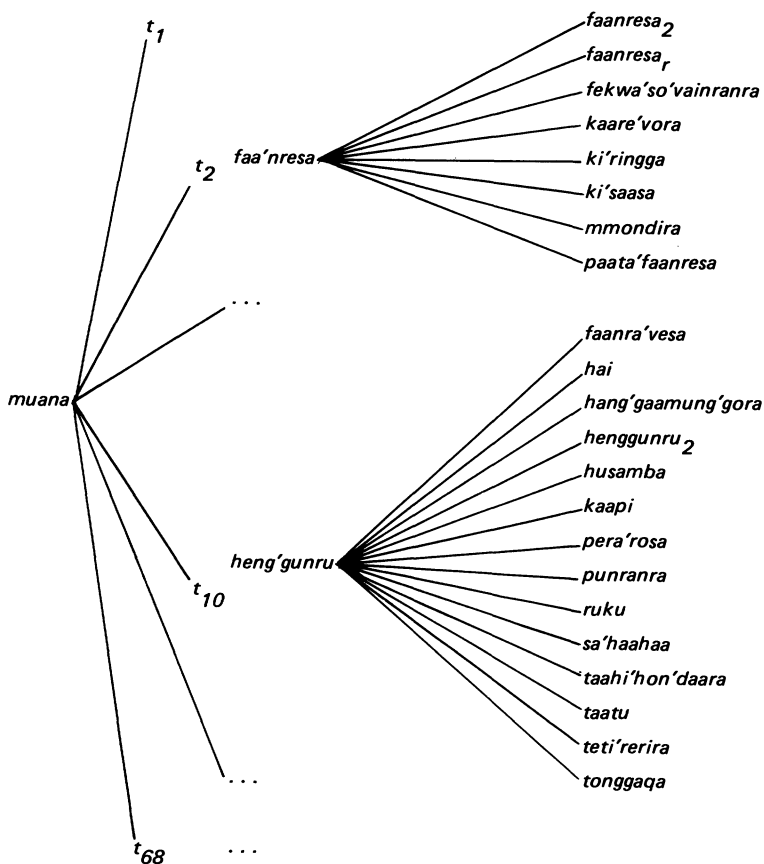 t1
t2
...
muana
t10
...
t68
...
faa'nresa
faanresa2
faanresar
fekwa'so'vainranra
kaare'vora
ki'ringga
ki'saasa
mmondira
paata'faanresa
heng'gunru
faanra'vesa
hai
hang'gaamung'gora
henggunru2
husamba
kaapi
pera'rosa
punranra
ruku
sa'haahaa
taahi'hon'daara
taatu
teti'rerira
tonggaqa